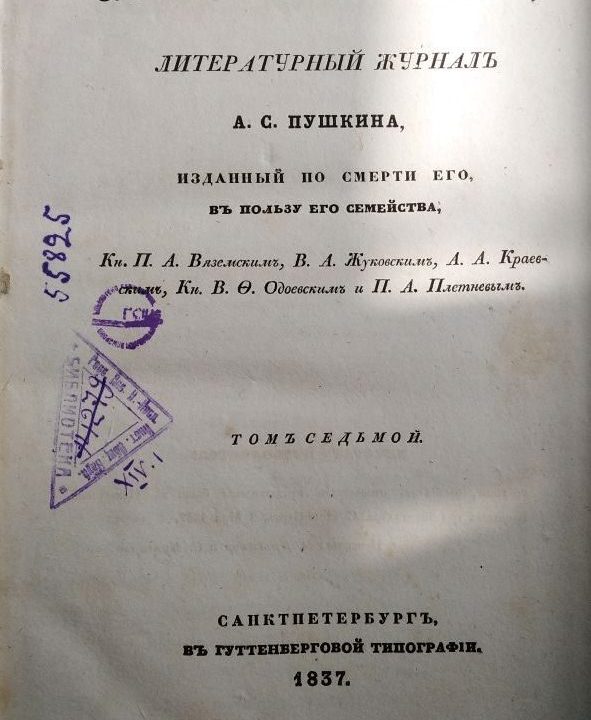 ЛИТЕРАТУРНЫЙ ЖУРНАЛЪ
А. С. ПУШКИНА,
ИЗДАННЫЙ ПО СМЕРТИ ЕГО,
ВЪ ПОЛЬЗУ ЕГО СЕМЕЙСТВА,
Кн. П. А. Вяземскимъ, В. А. Жуковскимъ, А. А. Краев-
скимъ, Кн. В. Ѳ. Одоевскимъ и П. А. Плетневымъ.
55825
БИБЛИОТЕКА
ТОМЪ СЕДЬМОЙ.
САНКТПЕТЕРБУРГЪ,
ВЪ ГУТТЕНБЕРГОВОЙ ТИПОГРАФІИ.
1837.